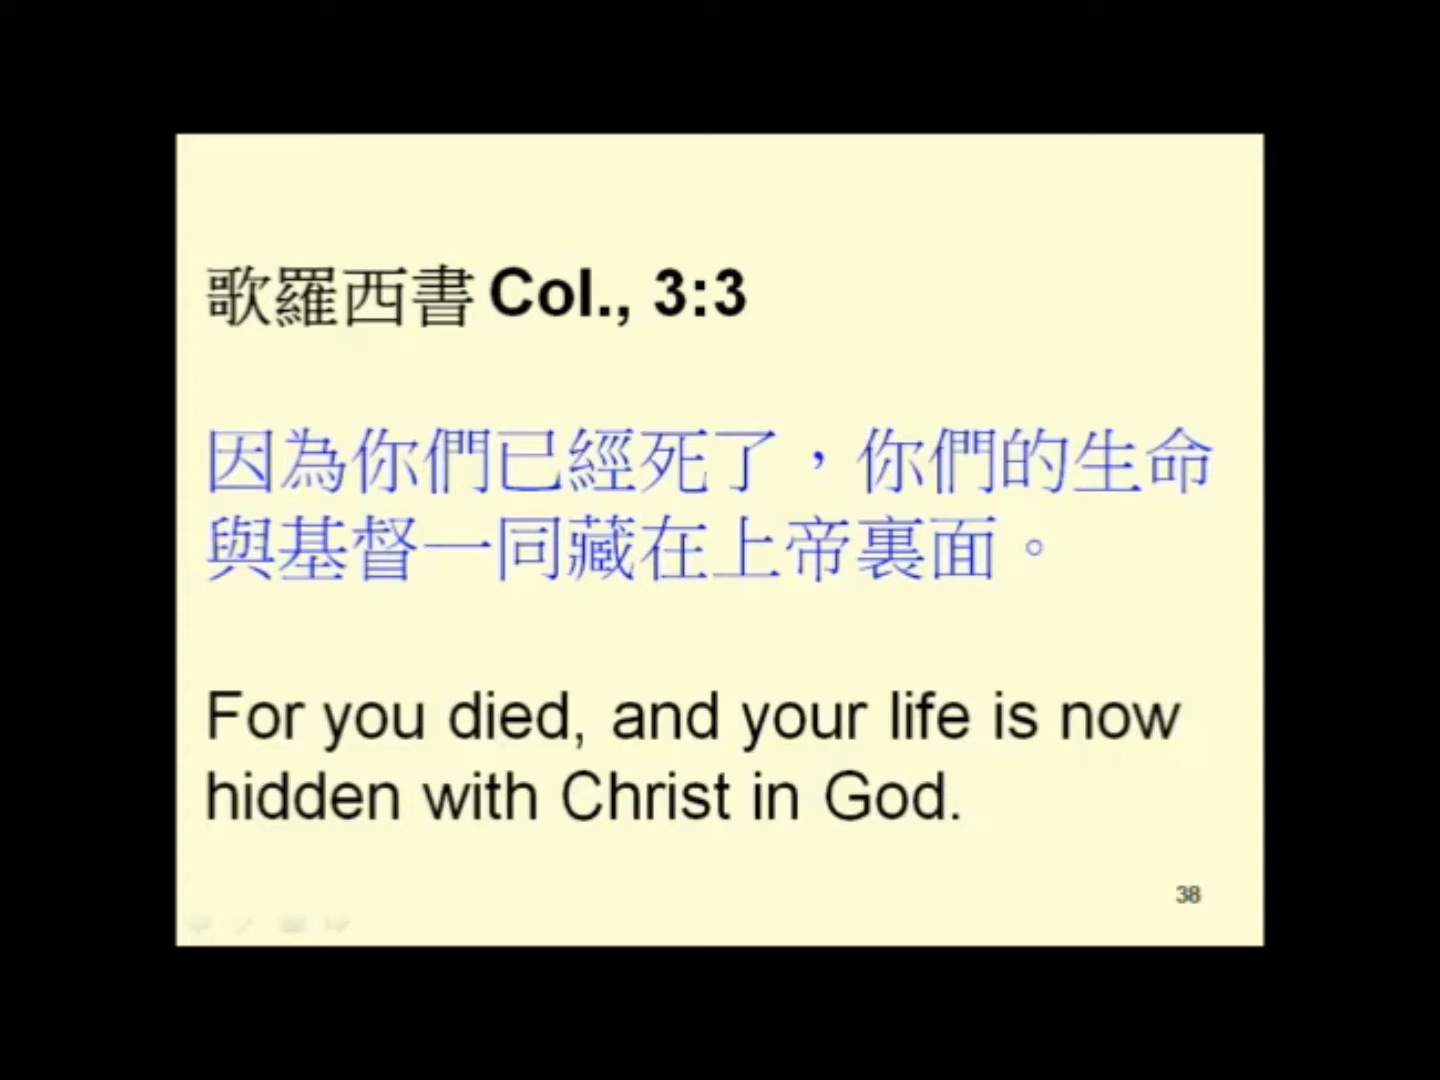 歌羅西書 Col., 3:3
因為你們已經死了，你們的生命
與基督一同藏在上帝裏面。
For you died, and your life is now
hidden with Christ in God.
38